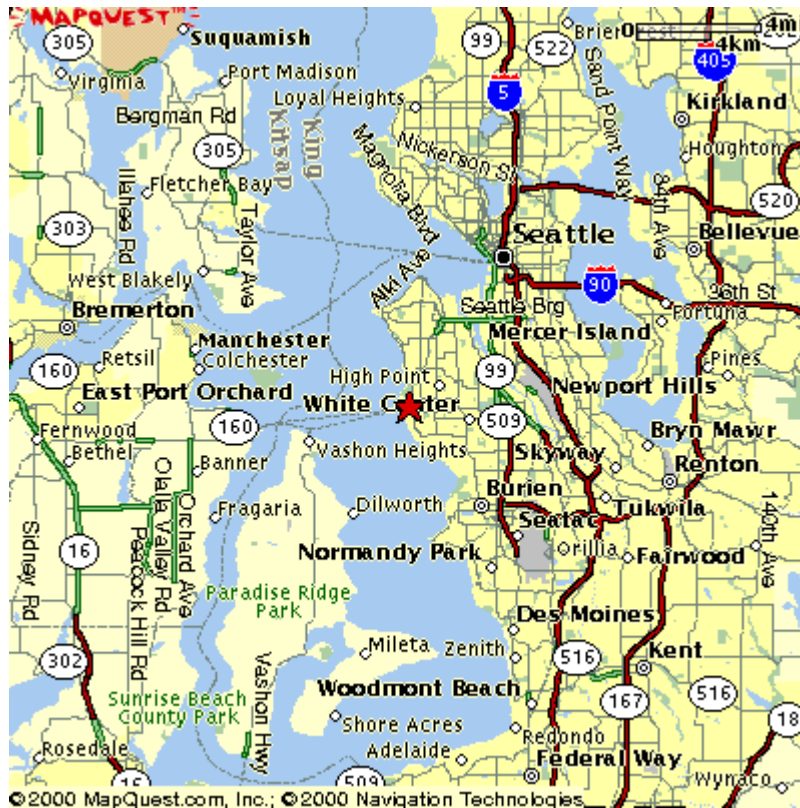 MAPQUEST™
305
Suquamish
99
522
Brier
0
4m
4km
405
Virginia
Port Madison
5
Sand Point Way
Kirkland
Loyal Heights
Bergman Rd
Kitsap
King
Nickerson St
Houghton
305
Magnolia Blvd
84th Ave
Illahee Rd
Fletcher Bay
520
303
Taylor Ave
Seattle
Bellevue
West Blakely
Alki Ave
90
36th St
Bremerton
Seattle Brg
Fortuna
Manchester
Mercer Island
160
Retsil
Colchester
High Point
99
Pines
East Port Orchard
Newport Hills
White Center
160
509
Fernwood
Bryn Mawr
Bethel
Vashon Heights
Skyway
Banner
Renton
Olalla Valley Rd
Orchard Ave
Burien
Fragaria
Dilworth
Tukwila
140th Ave
Sidney Rd
16
Peacock Hill Rd
Seatac
Normandy Park
Orillia
Fairwood
Paradise Ridge
Park
Des Moines
302
Mileta
Zenith
516
Kent
Vashon Hwy
Woodmont Beach
516
Sunrise Beach
County Park
167
Shore Acres
18
Rosedale
Adelaide
Redondo
Federal Way
16
509
Wynaco
©2000 MapQuest.com, Inc.; ©2000 Navigation Technologies